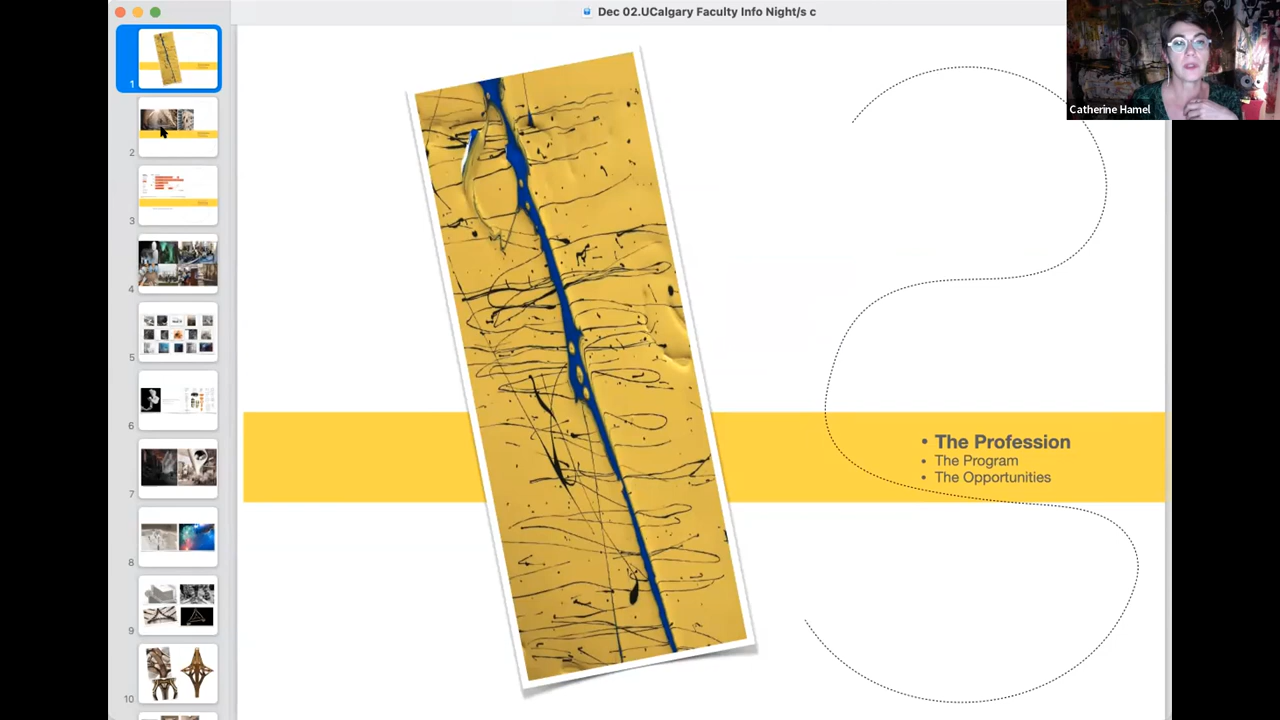 Dec 02.UCalgary Faculty Info Night/s c
Catherine Hamel
1
2
3
4
5
6
7
8
9
10
• The Profession
• The Program
• The Opportunities